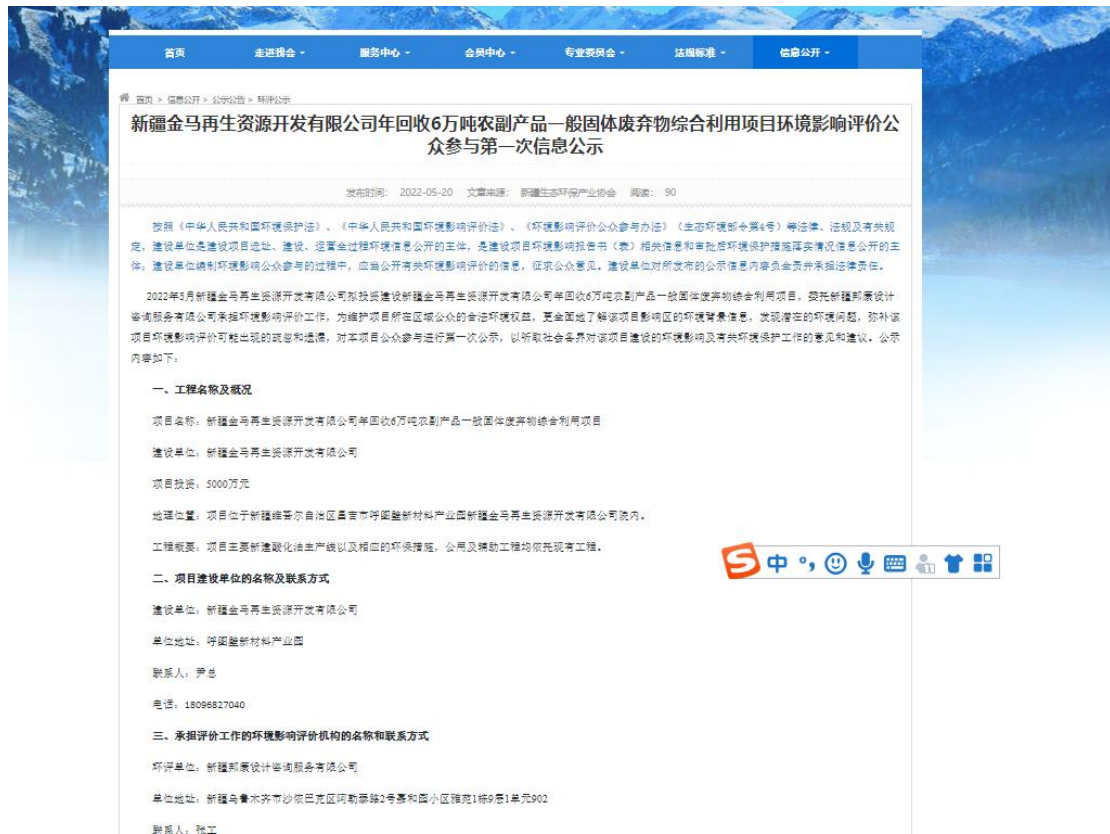 首页 走进我会 服务中心 会员中心 专业委员会 法规标准 信息公开
首页 > 信息公开 > 公示公告 > 环评公示
新疆金马再生资源开发有限公司年回收6万吨农副产品一般固体废弃物综合利用项目环境影响评价公
众参与第一次信息公示
发布时间: 2022-05-20 文章来源: 新疆生态环保产业协会 阅读: 90
按照《中华人民共和国环境保护法》、《中华人民共和国环境影响评价法》、《环境影响评价公众参与办法》（生态环境部令第4号）等法律、法规及有关规
定，建设单位是建设项目选址、建设、运营全过程环境信息公开的主体，是建设项目环境影响报告书（表）相关信息和审批后环境保护措施落实情况信息公开的主
体；建设单位编制环境影响公众参与的过程中，应当公开有关环境影响评价的信息，征求公众意见。建设单位对所发布的公示信息内容负全责并承担法律责任。
2022年5月新疆金马再生资源开发有限公司拟投资建设新疆金马再生资源开发有限公司年回收6万吨农副产品一般固体废弃物综合利用项目，委托新疆邦康设计
咨询服务有限公司承担环境影响评价工作，为维护项目所在区域公众的合法环境权益，更全面地了解该项目影响区的环境背景信息，发现潜在的环境问题，弥补该
项目环境影响评价可能出现的疏忽和遗漏，对本项目公众参与进行第一次公示，以听取社会各界对该项目建设的环境影响及有关环境保护工作的意见和建议。公示
内容如下：
一、工程名称及概况
项目名称：新疆金马再生资源开发有限公司年回收6万吨农副产品一般固体废弃物综合利用项目
建设单位：新疆金马再生资源开发有限公司
项目投资：5000万元
地理位置：项目位于新疆维吾尔自治区昌吉市呼图壁新材料产业园新疆金马再生资源开发有限公司院内。
工程概要：项目主要新建酸化油生产线以及相应的环保措施，公用及辅助工程均依托现有工程。
二、项目建设单位的名称及联系方式
建设单位：新疆金马再生资源开发有限公司
单位地址：呼图壁新材料产业园
联系人：尹总
电话：18096827040
三、承担评价工作的环境影响评价机构的名称和联系方式
环评单位：新疆邦康设计咨询服务有限公司
单位地址：新疆乌鲁木齐市沙依巴克区阿勒泰路2号嘉和园小区雅苑1栋9层1单元902
联系人：张工
中